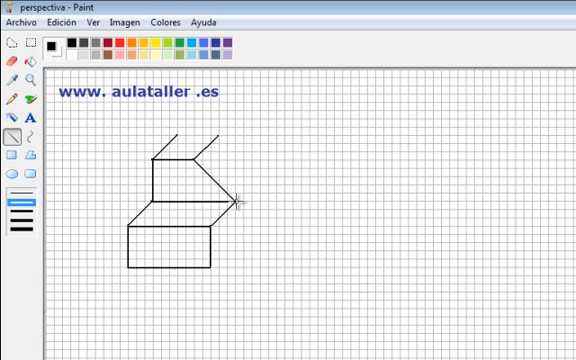 perspectiva - Paint
Archivo Edición Ver Imagen Colores Ayuda
A
www. aulataller .es